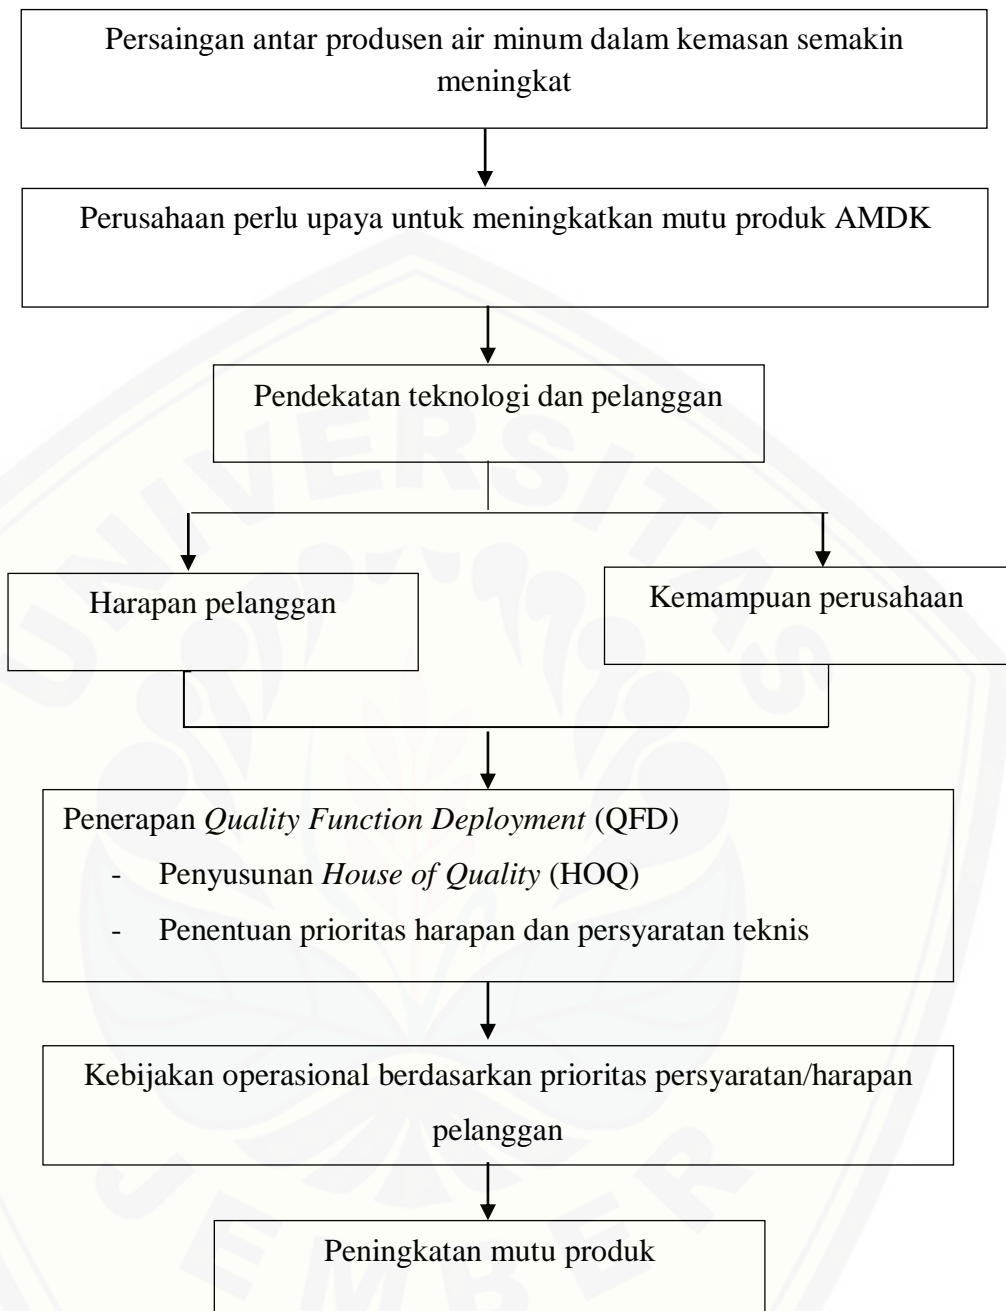 Persaingan antar produsen air minum dalam kemasan semakin
meningkat
Perusahaan perlu upaya untuk meningkatkan mutu produk AMDK
Pendekatan teknologi dan pelanggan
Harapan pelanggan
Kemampuan perusahaan
Penerapan Quality Function Deployment (QFD)
- Penyusunan House of Quality (HOQ)
- Penentuan prioritas harapan dan persyaratan teknis
Kebijakan operasional berdasarkan prioritas persyaratan/harapan
pelanggan
Peningkatan mutu produk
UNIVERSITAS
JEMBER